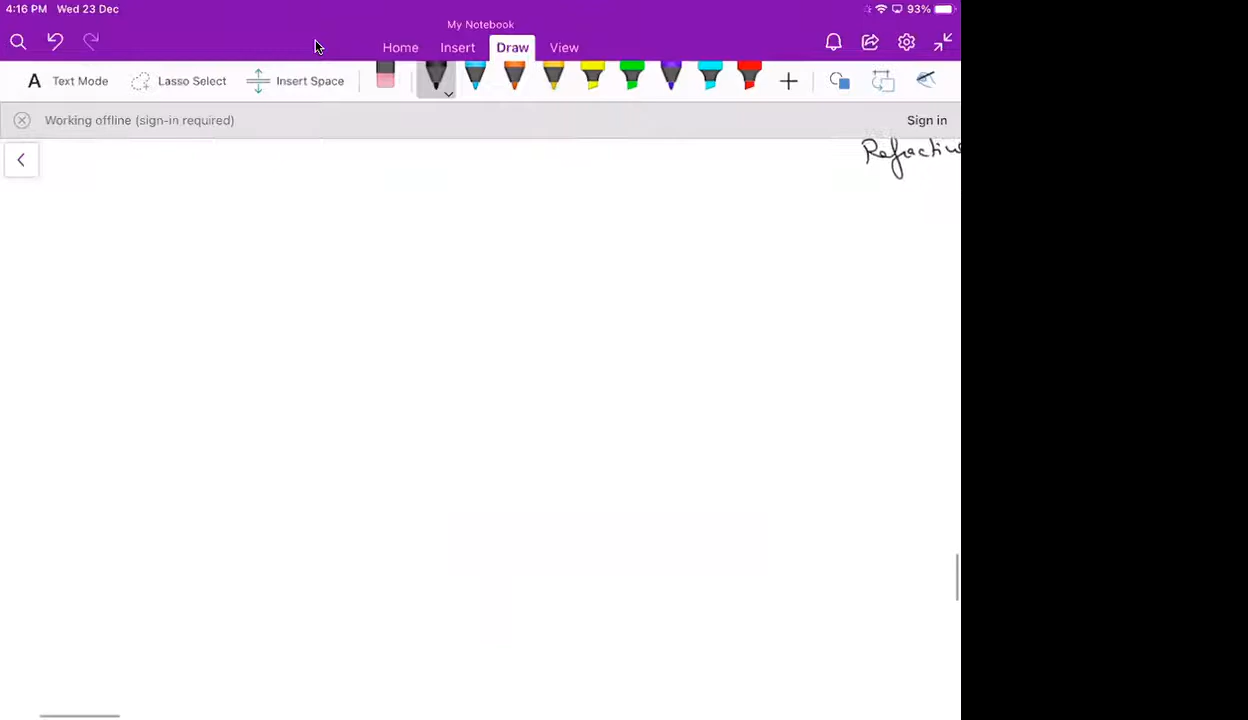 4:16 PM Wed 23 Dec
93%
My Notebook
Home Insert Draw View
A Text Mode Lasso Select Insert Space
Working offline (sign-in required) Sign in